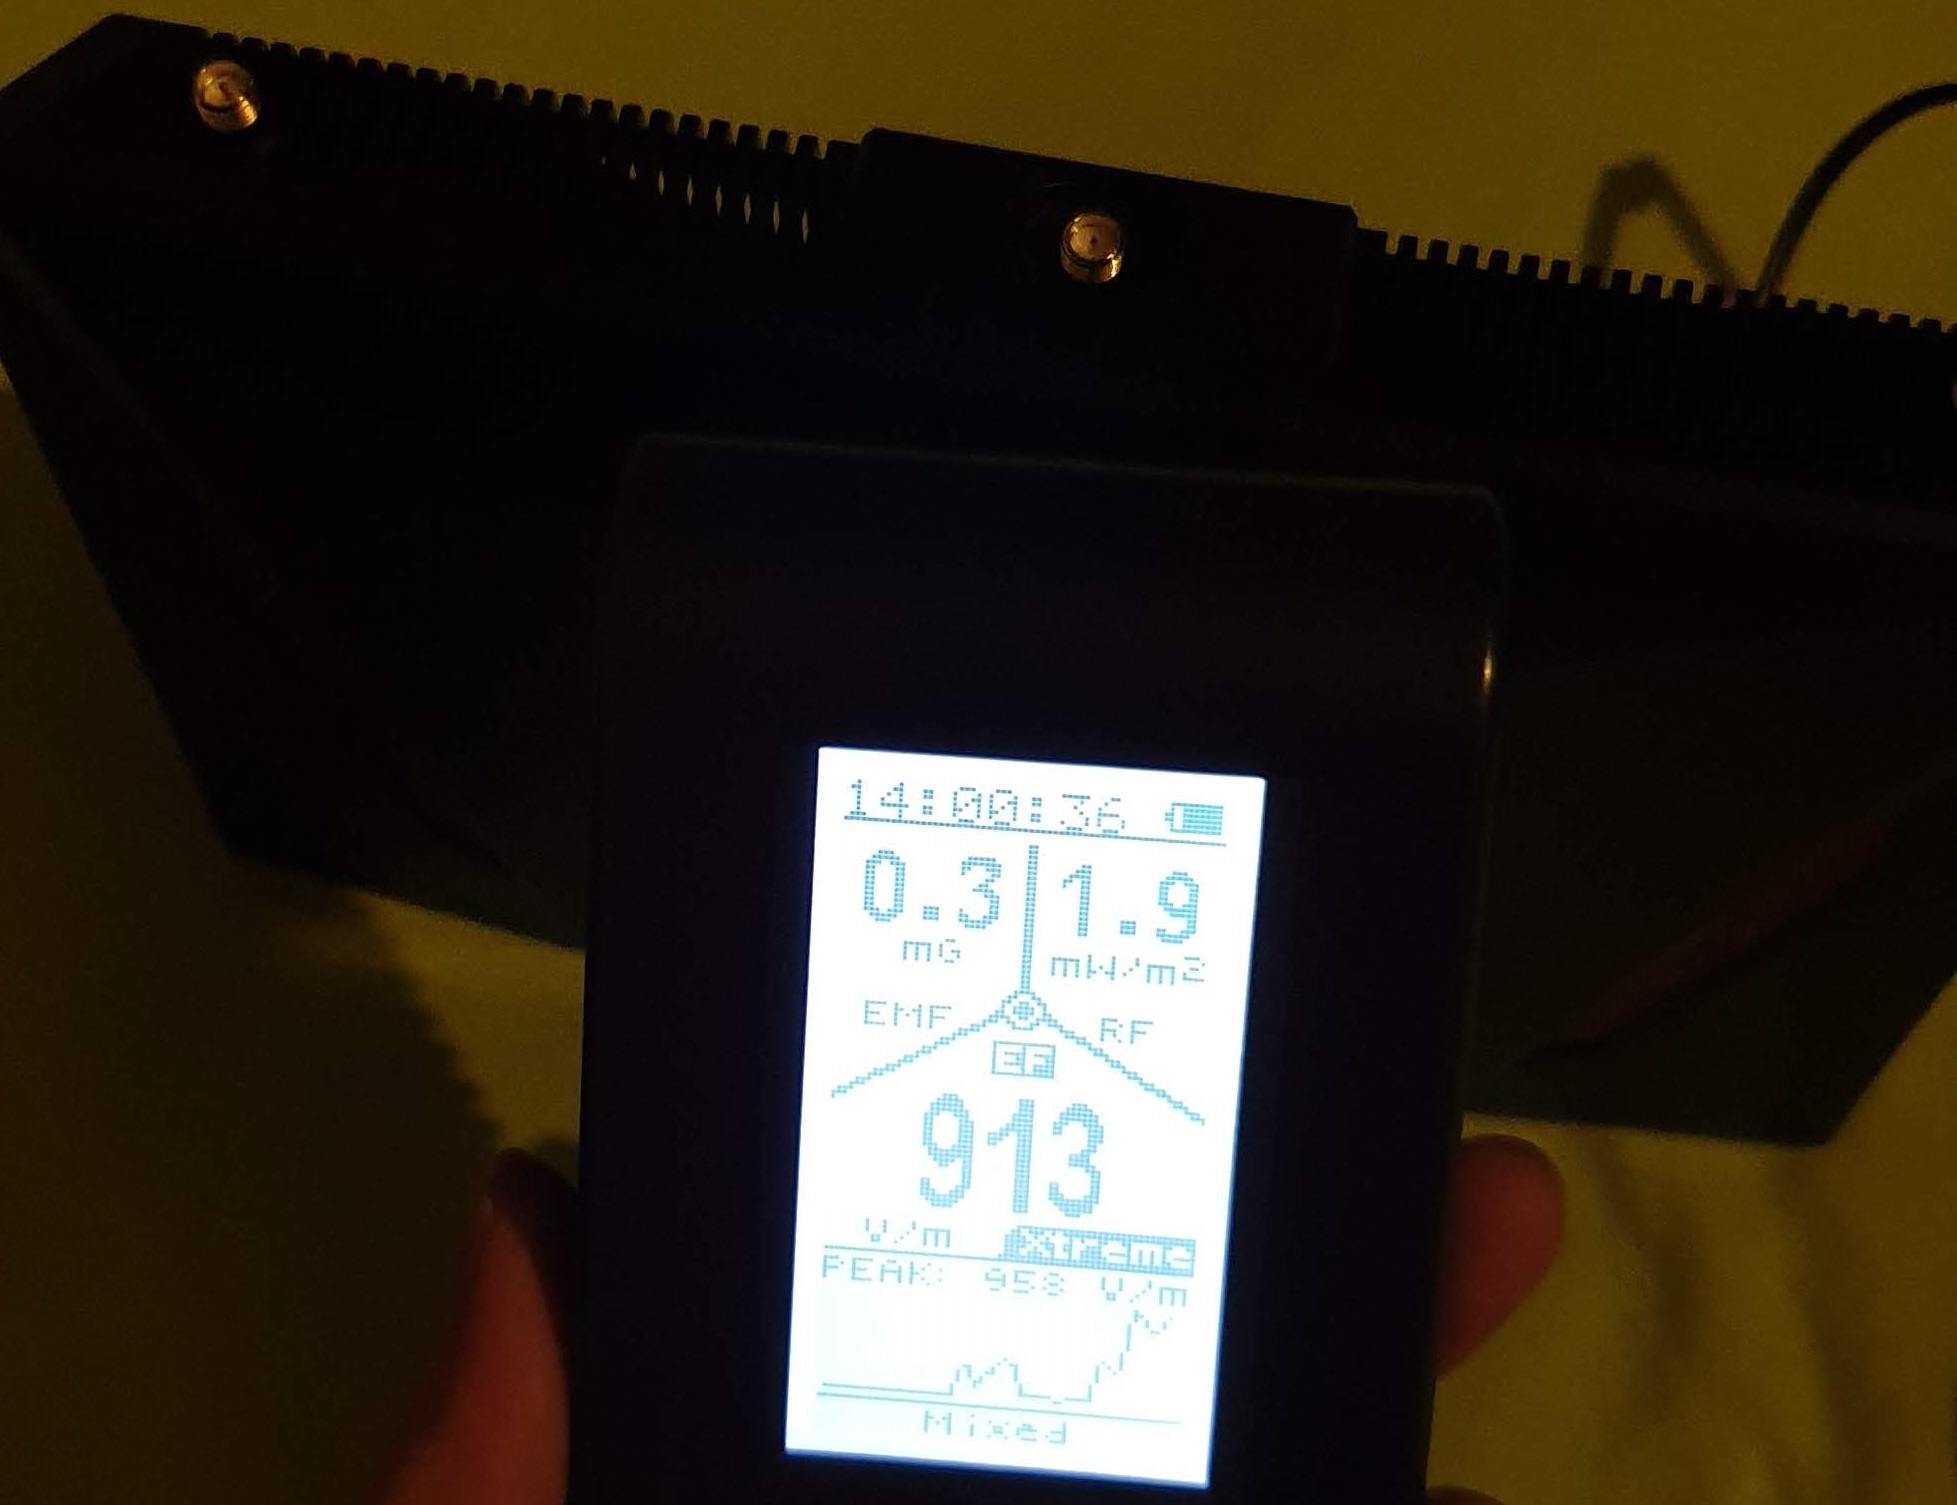 14:00:36
0.3 1.9
mG mW/m2
EMF RF
EF
913
V/m Xtreme
PEAK: 958 V/m
Mixed